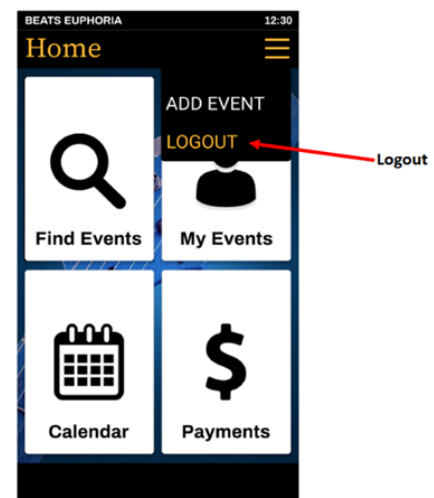 BEATS EUPHORIA 12:30
Home
ADD EVENT
LOGOUT
Logout
Find Events
My Events
Calendar
Payments